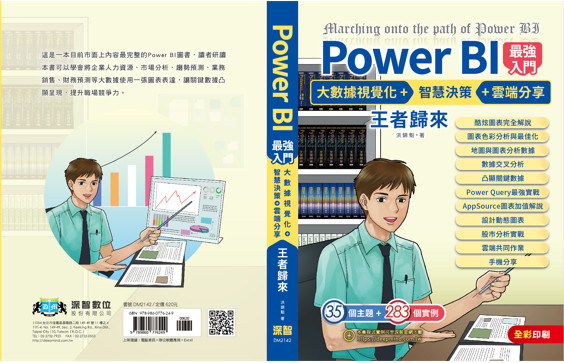 這是一本目前市面上內容最完整的Power BI圖書，讀者研讀
本書可以學會將企業人力資源、市場分析、趨勢預測、業務
銷售、財務預測等大數據使用一張圖表表達，讓關鍵數據凸
顯呈現，提升職場競爭力。
深智數位
股份有限公司
書號 DM2142／定價 620元
Power BI
最強
入門
大數據視覺化＋
智慧決策＋雲端分享
王者歸來
洪錦魁 著
深智
DM2142
Marching onto the path of Power BI
Power BI
最強
入門
大數據視覺化＋智慧決策＋雲端分享
王者歸來
洪錦魁・著
酷炫圖表完全解說
圖表色彩分析與最佳化
地圖與圖表分析數據
數據交叉分析
凸顯關鍵數據
Power Query最強實戰
AppSource圖表加值解說
設計動態圖表
股市分析實戰
雲端共同作業
手機分享
35個主題＋283個實例
全彩印刷